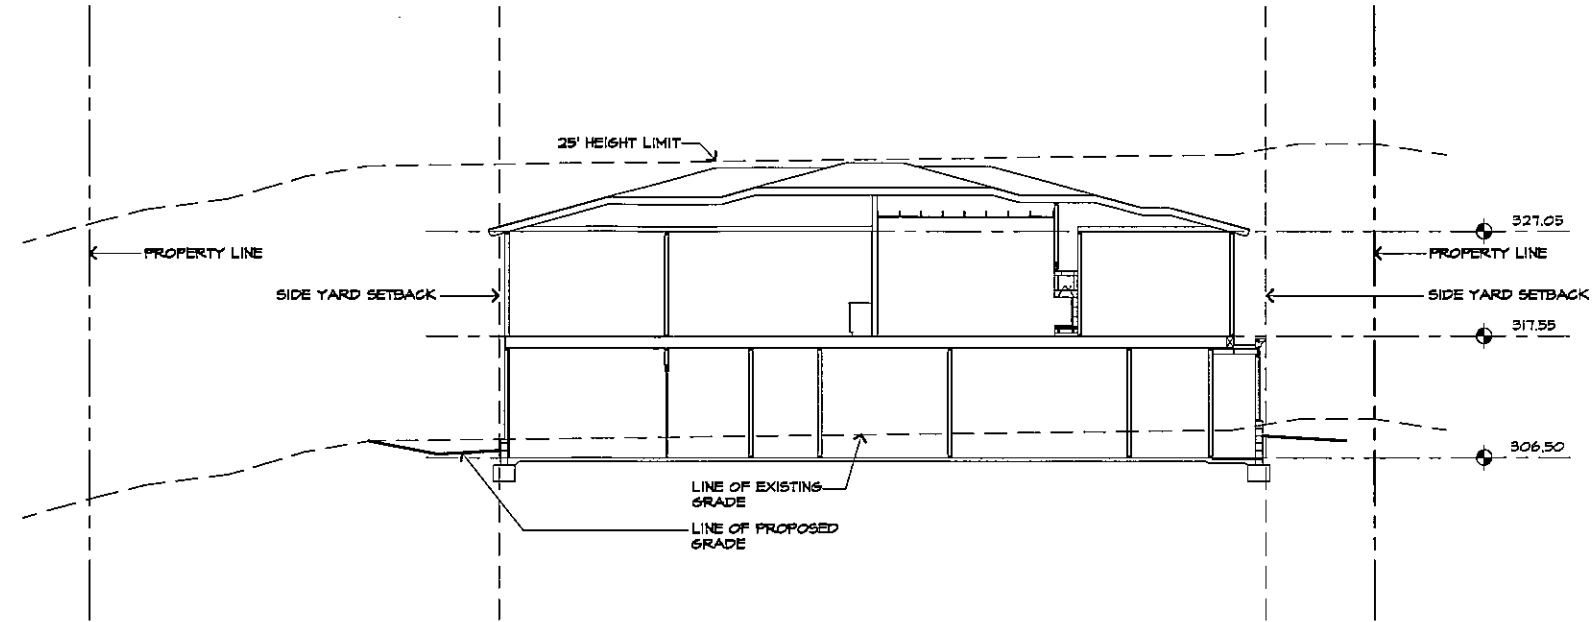 25' HEIGHT LIMIT
327.05
PROPERTY LINE
PROPERTY LINE
SIDE YARD SETBACK
SIDE YARD SETBACK
317.55
306.50
LINE OF EXISTING
GRADE
LINE OF PROPOSED
GRADE